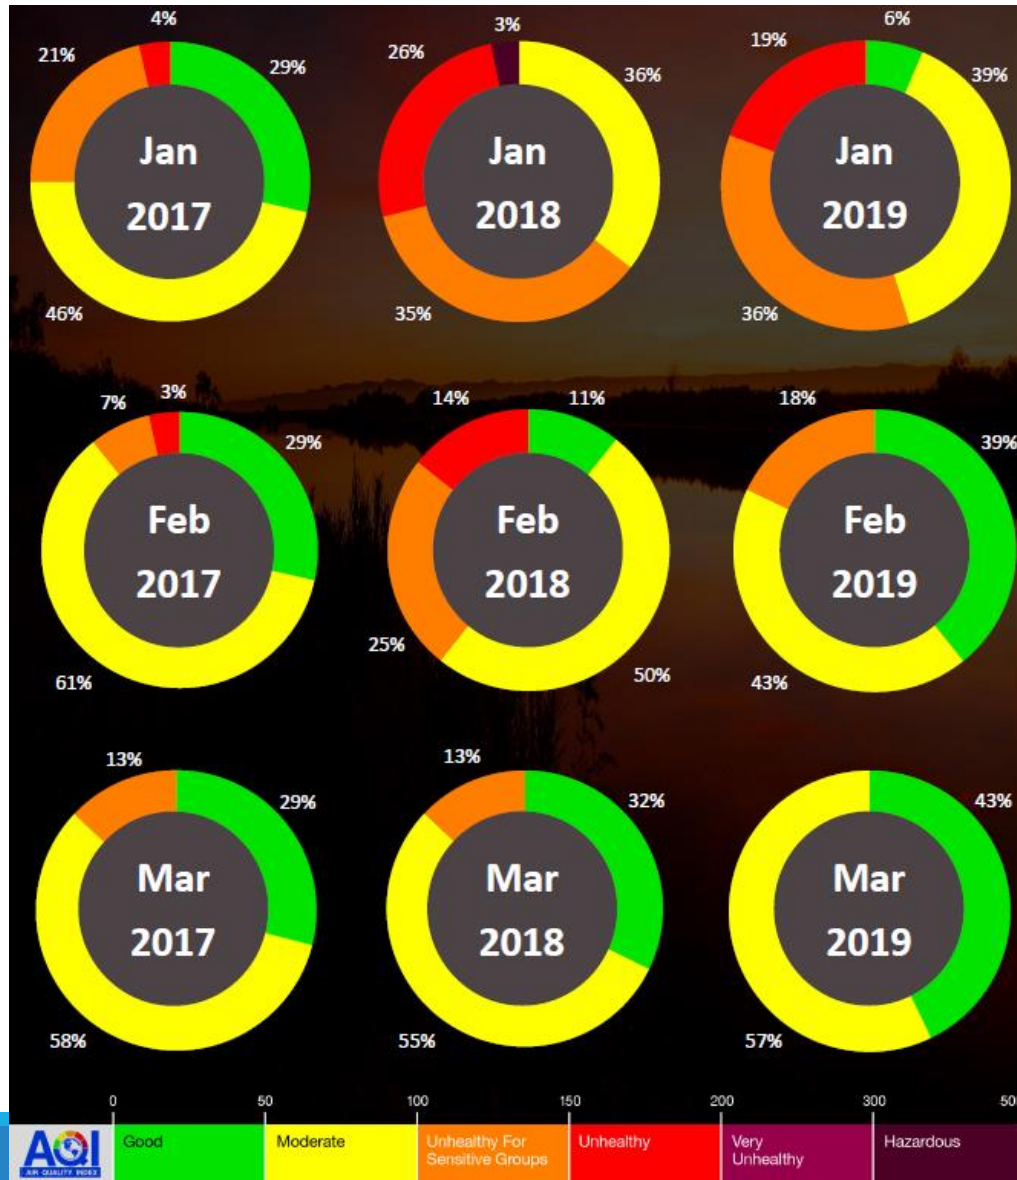 4%
21%
29%
Jan
2017
46%
3%
26%
36%
Jan
2018
35%
6%
19%
39%
Jan
2019
36%
3%
7%
29%
Feb
2017
61%
14%
11%
Feb
2018
25%
50%
18%
39%
Feb
2019
43%
13%
29%
Mar
2017
58%
13%
32%
Mar
2018
55%
43%
Mar
2019
57%
0 50 100 150 200 300 500
AQI
AIR QUALITY INDEX
Good
Moderate
Unhealthy For
Sensitive Groups
Unhealthy
Very
Unhealthy
Hazardous